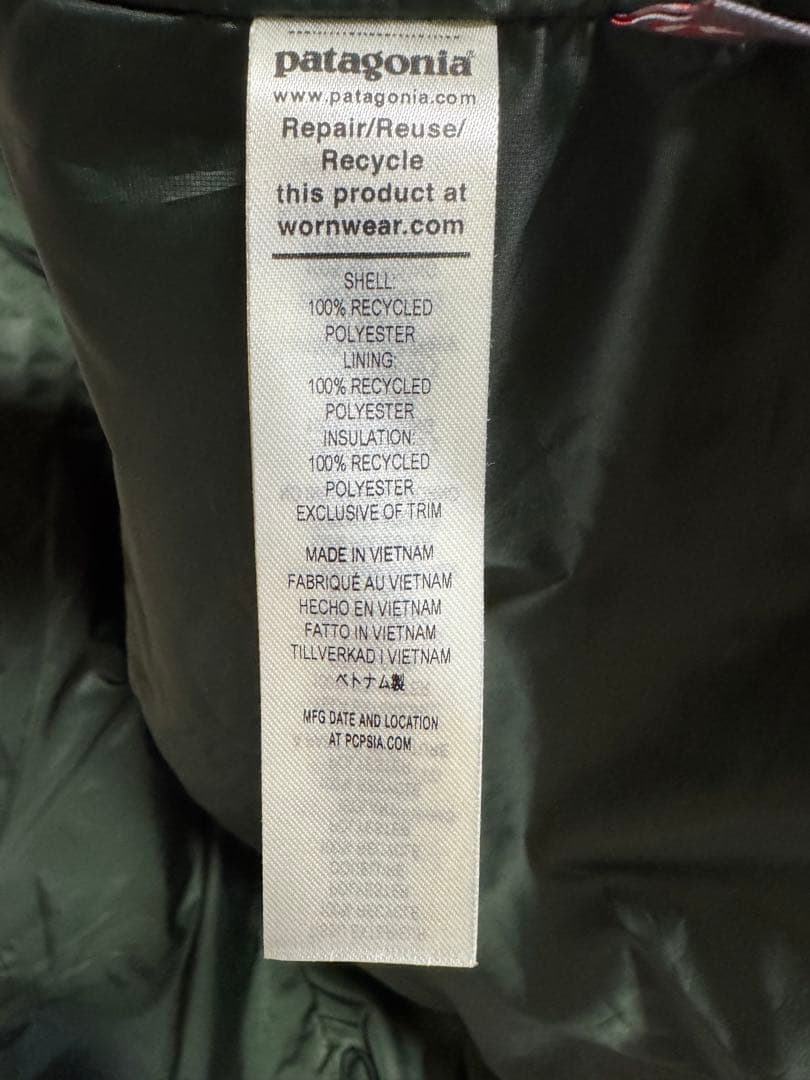 patagonia®
www.patagonia.com
Repair/Reuse/
Recycle
this product at
wornwear.com
SHELL:
100% RECYCLED
POLYESTER
LINING:
100% RECYCLED
POLYESTER
INSULATION:
100% RECYCLED
POLYESTER
EXCLUSIVE OF TRIM
MADE IN VIETNAM
FABRIQUÉ AU VIETNAM
HECHO EN VIETNAM
FATTO IN VIETNAM
TILLVERKAD I VIETNAM
ベトナム製
MFG DATE AND LOCATION
AT PCPSIA.COM